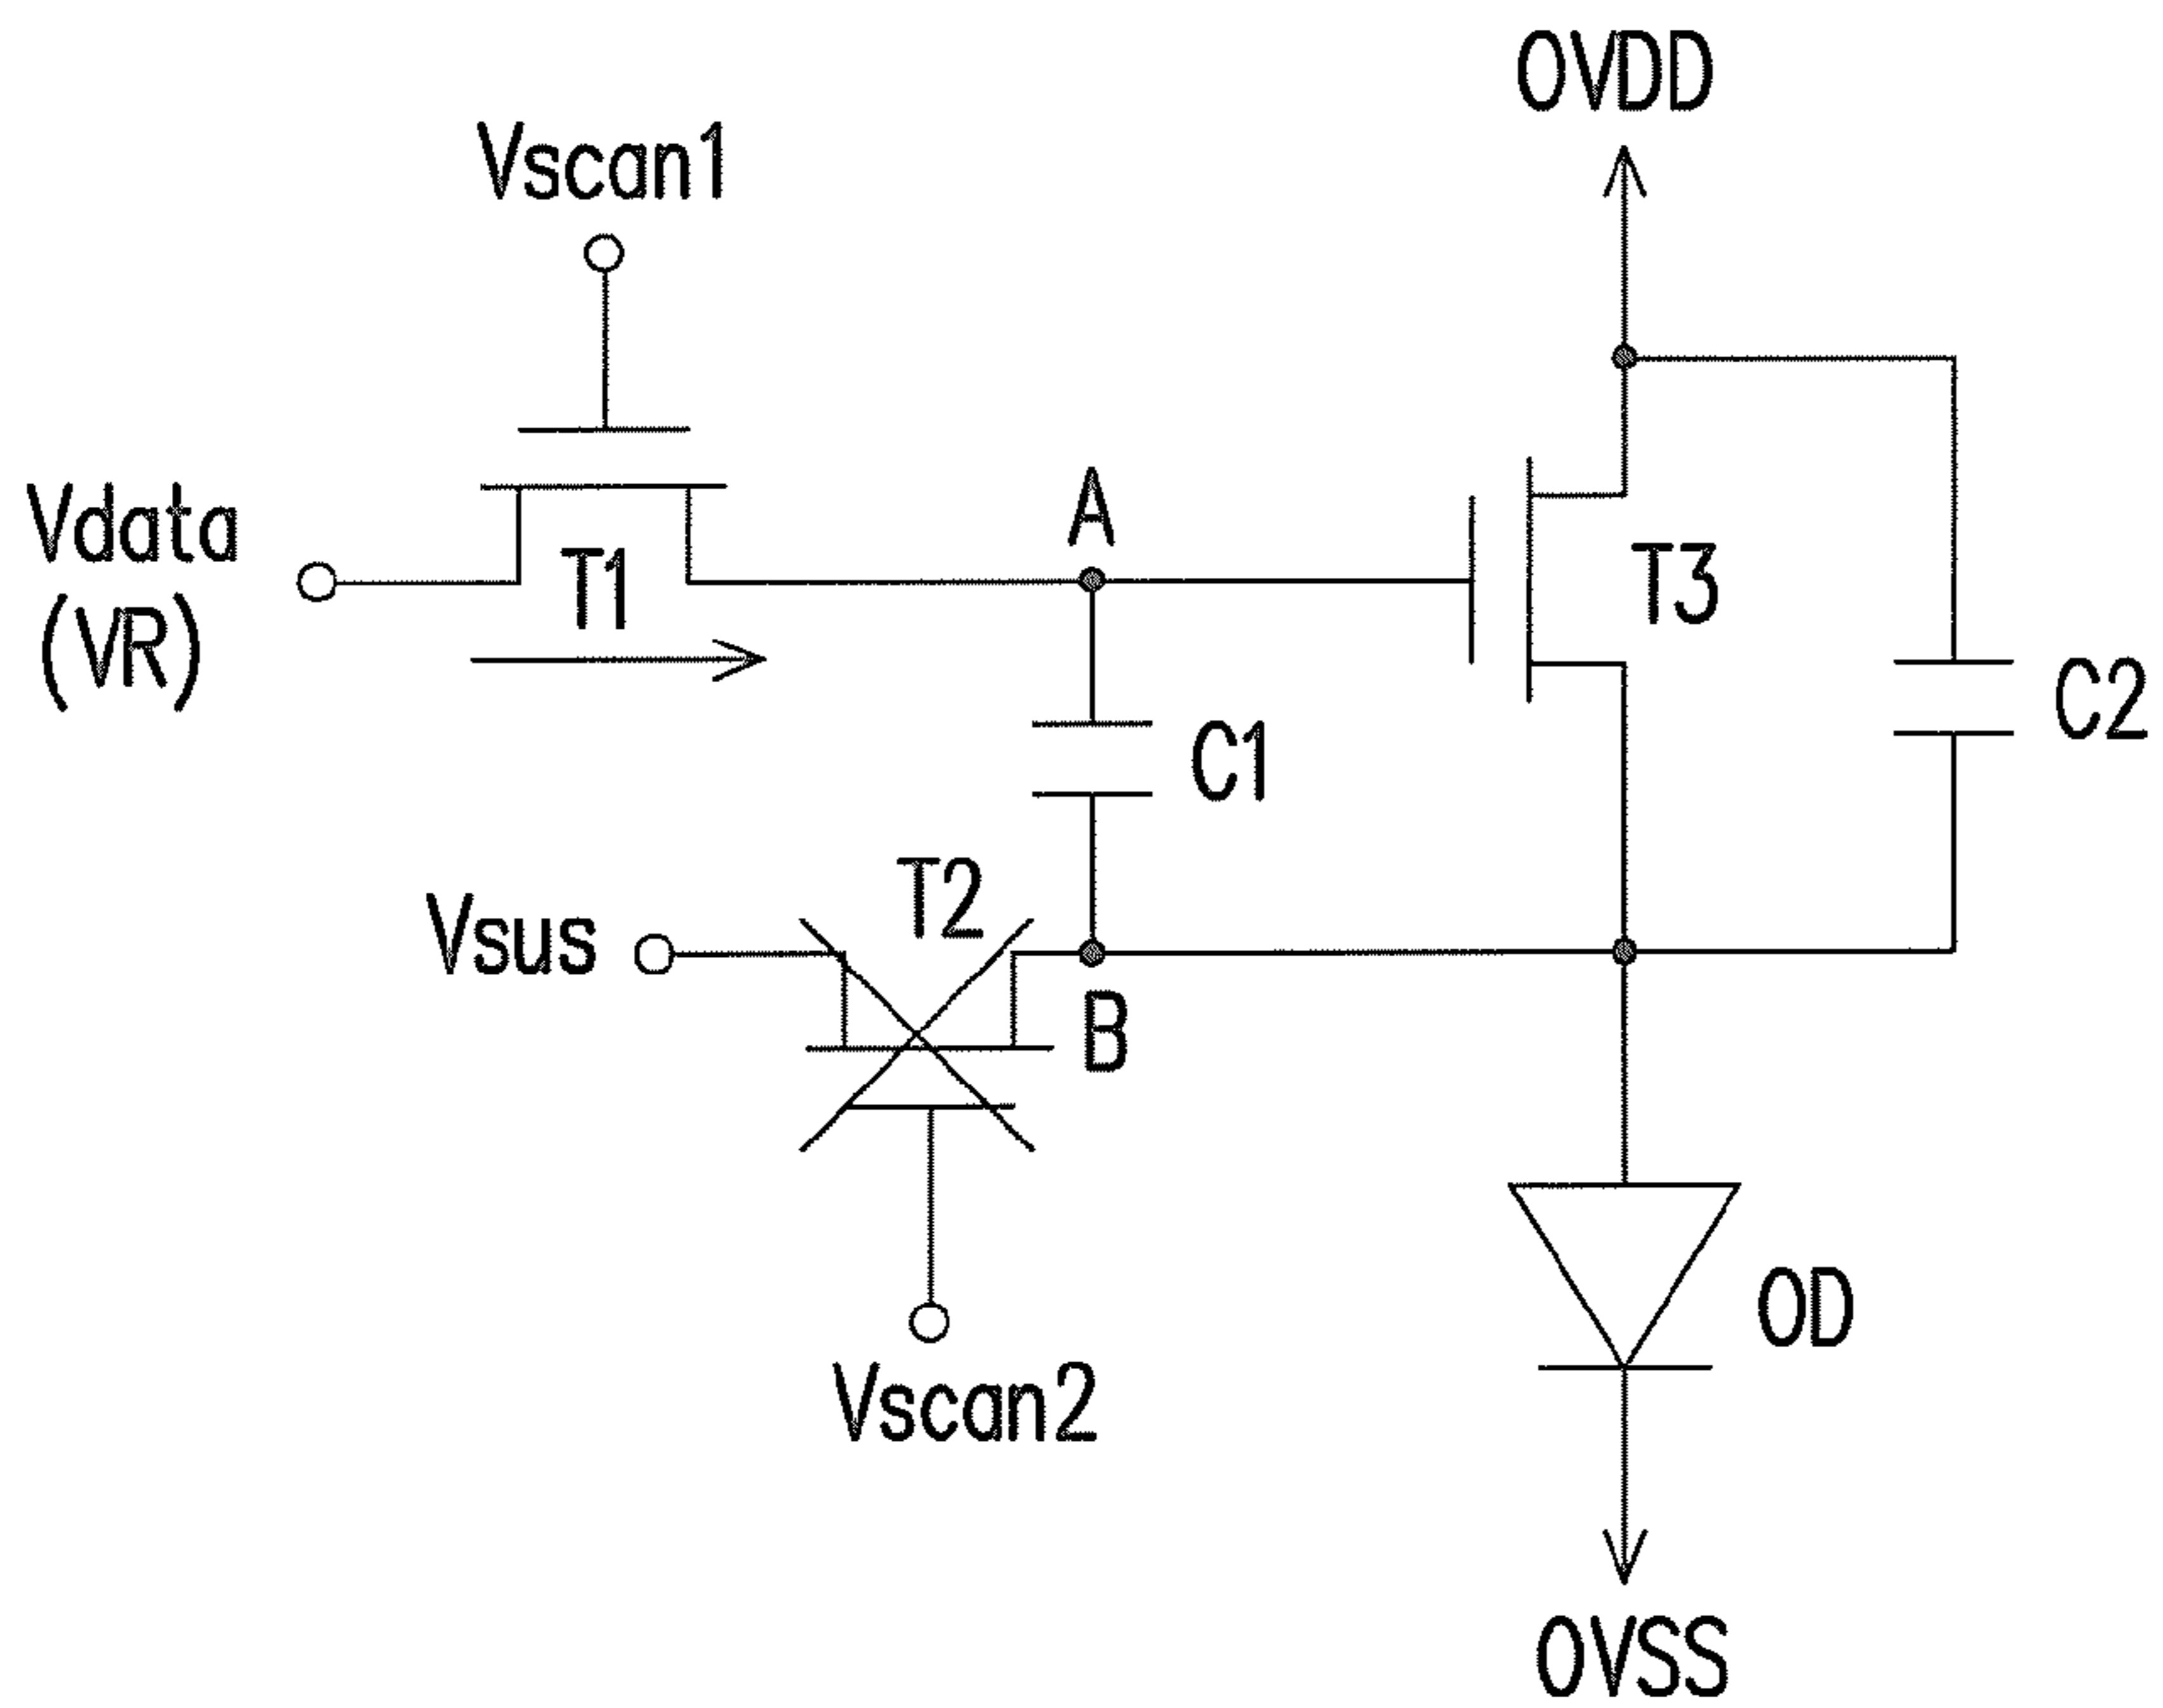 OVDD
Vscan1
Vdata
(VR)
T1
A
T3
C1
C2
T2
Vsus
B
OD
Vscan2
OVSS